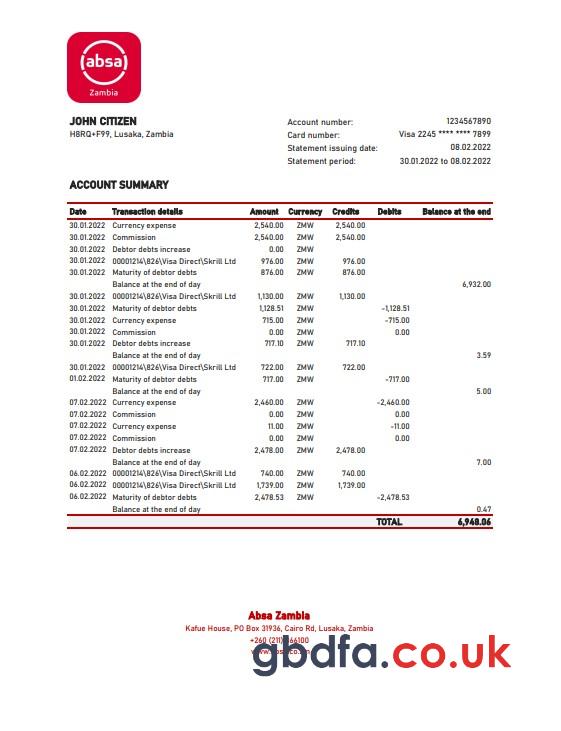 absa
Zambia
JOHN CITIZEN
H8RQ+F99, Lusaka, Zambia
Account number: 1234567890
Card number: Visa 2245 **** **** 7899
Statement issuing date: 08.02.2022
Statement period: 30.01.2022 to 08.02.2022
ACCOUNT SUMMARY
Date Transaction details Amount Currency Credits Debits Balance at the end
30.01.2022 Currency expense 2,540.00 ZMW 2,540.00
30.01.2022 Commission 2,540.00 ZMW 2,540.00
30.01.2022 Debtor debts increase 0.00 ZMW
30.01.2022 00001214\826\Visa Direct\Skrill Ltd 976.00 ZMW 976.00
30.01.2022 Maturity of debtor debts 876.00 ZMW 876.00
Balance at the end of day 6,932.00
30.01.2022 00001214\826\Visa Direct\Skrill Ltd 1,130.00 ZMW 1,130.00
30.01.2022 Maturity of debtor debts 1,128.51 ZMW -1,128.51
30.01.2022 Currency expense 715.00 ZMW -715.00
30.01.2022 Commission 0.00 ZMW 0.00
30.01.2022 Debtor debts increase 717.10 ZMW 717.10
Balance at the end of day 3.59
30.01.2022 00001214\826\Visa Direct\Skrill Ltd 722.00 ZMW 722.00
01.02.2022 Maturity of debtor debts 717.00 ZMW -717.00
Balance at the end of day 5.00
07.02.2022 Currency expense 2,460.00 ZMW -2,460.00
07.02.2022 Commission 0.00 ZMW 0.00
07.02.2022 Currency expense 11.00 ZMW -11.00
07.02.2022 Commission 0.00 ZMW 0.00
07.02.2022 Debtor debts increase 2,478.00 ZMW 2,478.00
Balance at the end of day 7.00
06.02.2022 00001214\826\Visa Direct\Skrill Ltd 740.00 ZMW 740.00
06.02.2022 00001214\826\Visa Direct\Skrill Ltd 1,739.00 ZMW 1,739.00
06.02.2022 Maturity of debtor debts 2,478.53 ZMW -2,478.53
Balance at the end of day 0.47
TOTAL 6,948.06
Absa Zambia
Kafue House, PO Box 31936, Cairo Rd, Lusaka, Zambia
+260 (211)
gbdfa.co.uk